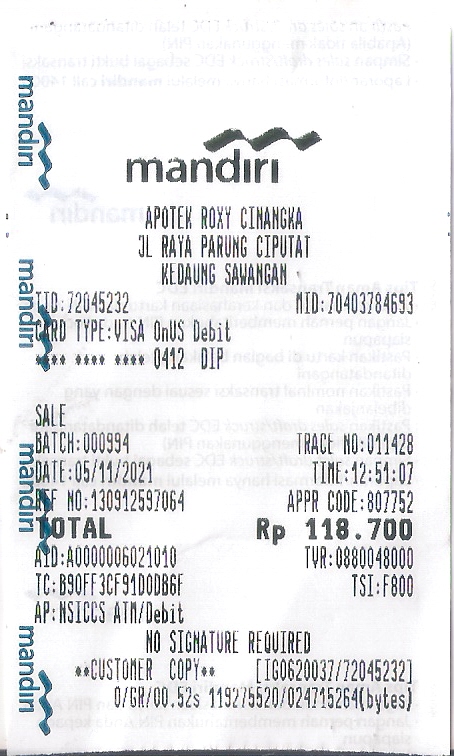 mandiri
APOTEK ROXY CINANGKA
JL RAYA PARUNG CIPUTAT
KEDAUNG SAWANGAN
TID:72045232 MID:70403784693
CARD TYPE:VISA OnUS Debit
**** **** **** 0412 DIP
SALE
BATCH:000994 TRACE NO:011428
DATE:05/11/2021 TIME:12:51:07
REF NO:130912597064 APPR CODE:807752
TOTAL Rp 118.700
AID:A0000006021010 TVR:0880048000
TC:B90FF3CF91D0DB6F TSI:F800
AP:NSICCS ATM/Debit
NO SIGNATURE REQUIRED
**CUSTOMER COPY** [IG0620037/72045232]
O/GR/00.52s 119275520/024715264(bytes)
mandiri
mandiri
mandiri
mandiri